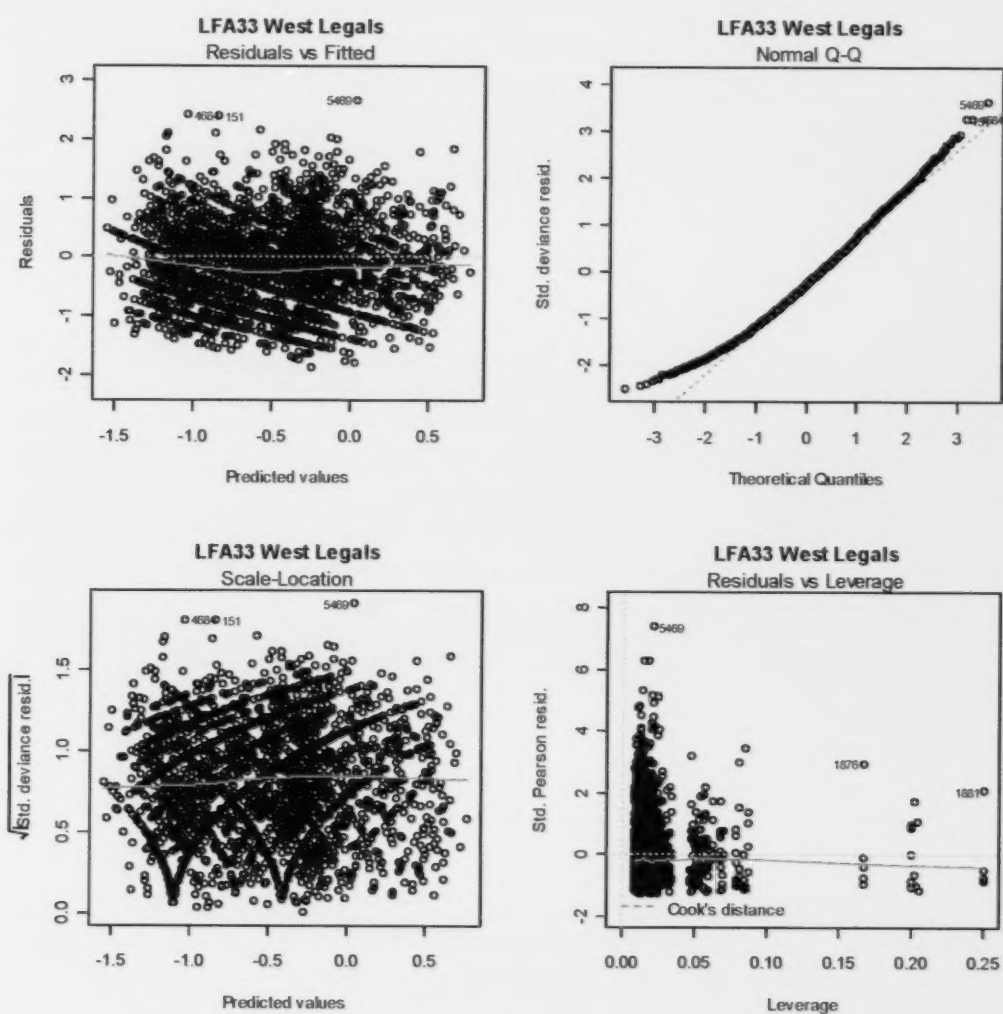 LFA33 West Legals
Residuals vs Fitted
Residuals
3
2
1
0
-1
-2
5469
4684
151
-1.5 -1.0 -0.5 0.0 0.5
Predicted values
LFA33 West Legals
Normal Q-Q
Std. deviance resid.
4
3
2
1
0
-2
5469
4684
-3 -2 -1 0 1 2 3
Theoretical Quantiles
LFA33 West Legals
Scale-Location
√|Std. deviance resid.|
1.5
1.0
0.5
0.0
5469
4684
151
-1.5 -1.0 -0.5 0.0 0.5
Predicted values
LFA33 West Legals
Residuals vs Leverage
Std. Pearson resid.
8
6
4
2
0
-2
5469
1876
1881
Cook's distance
0.00 0.05 0.10 0.15 0.20 0.25
Leverage